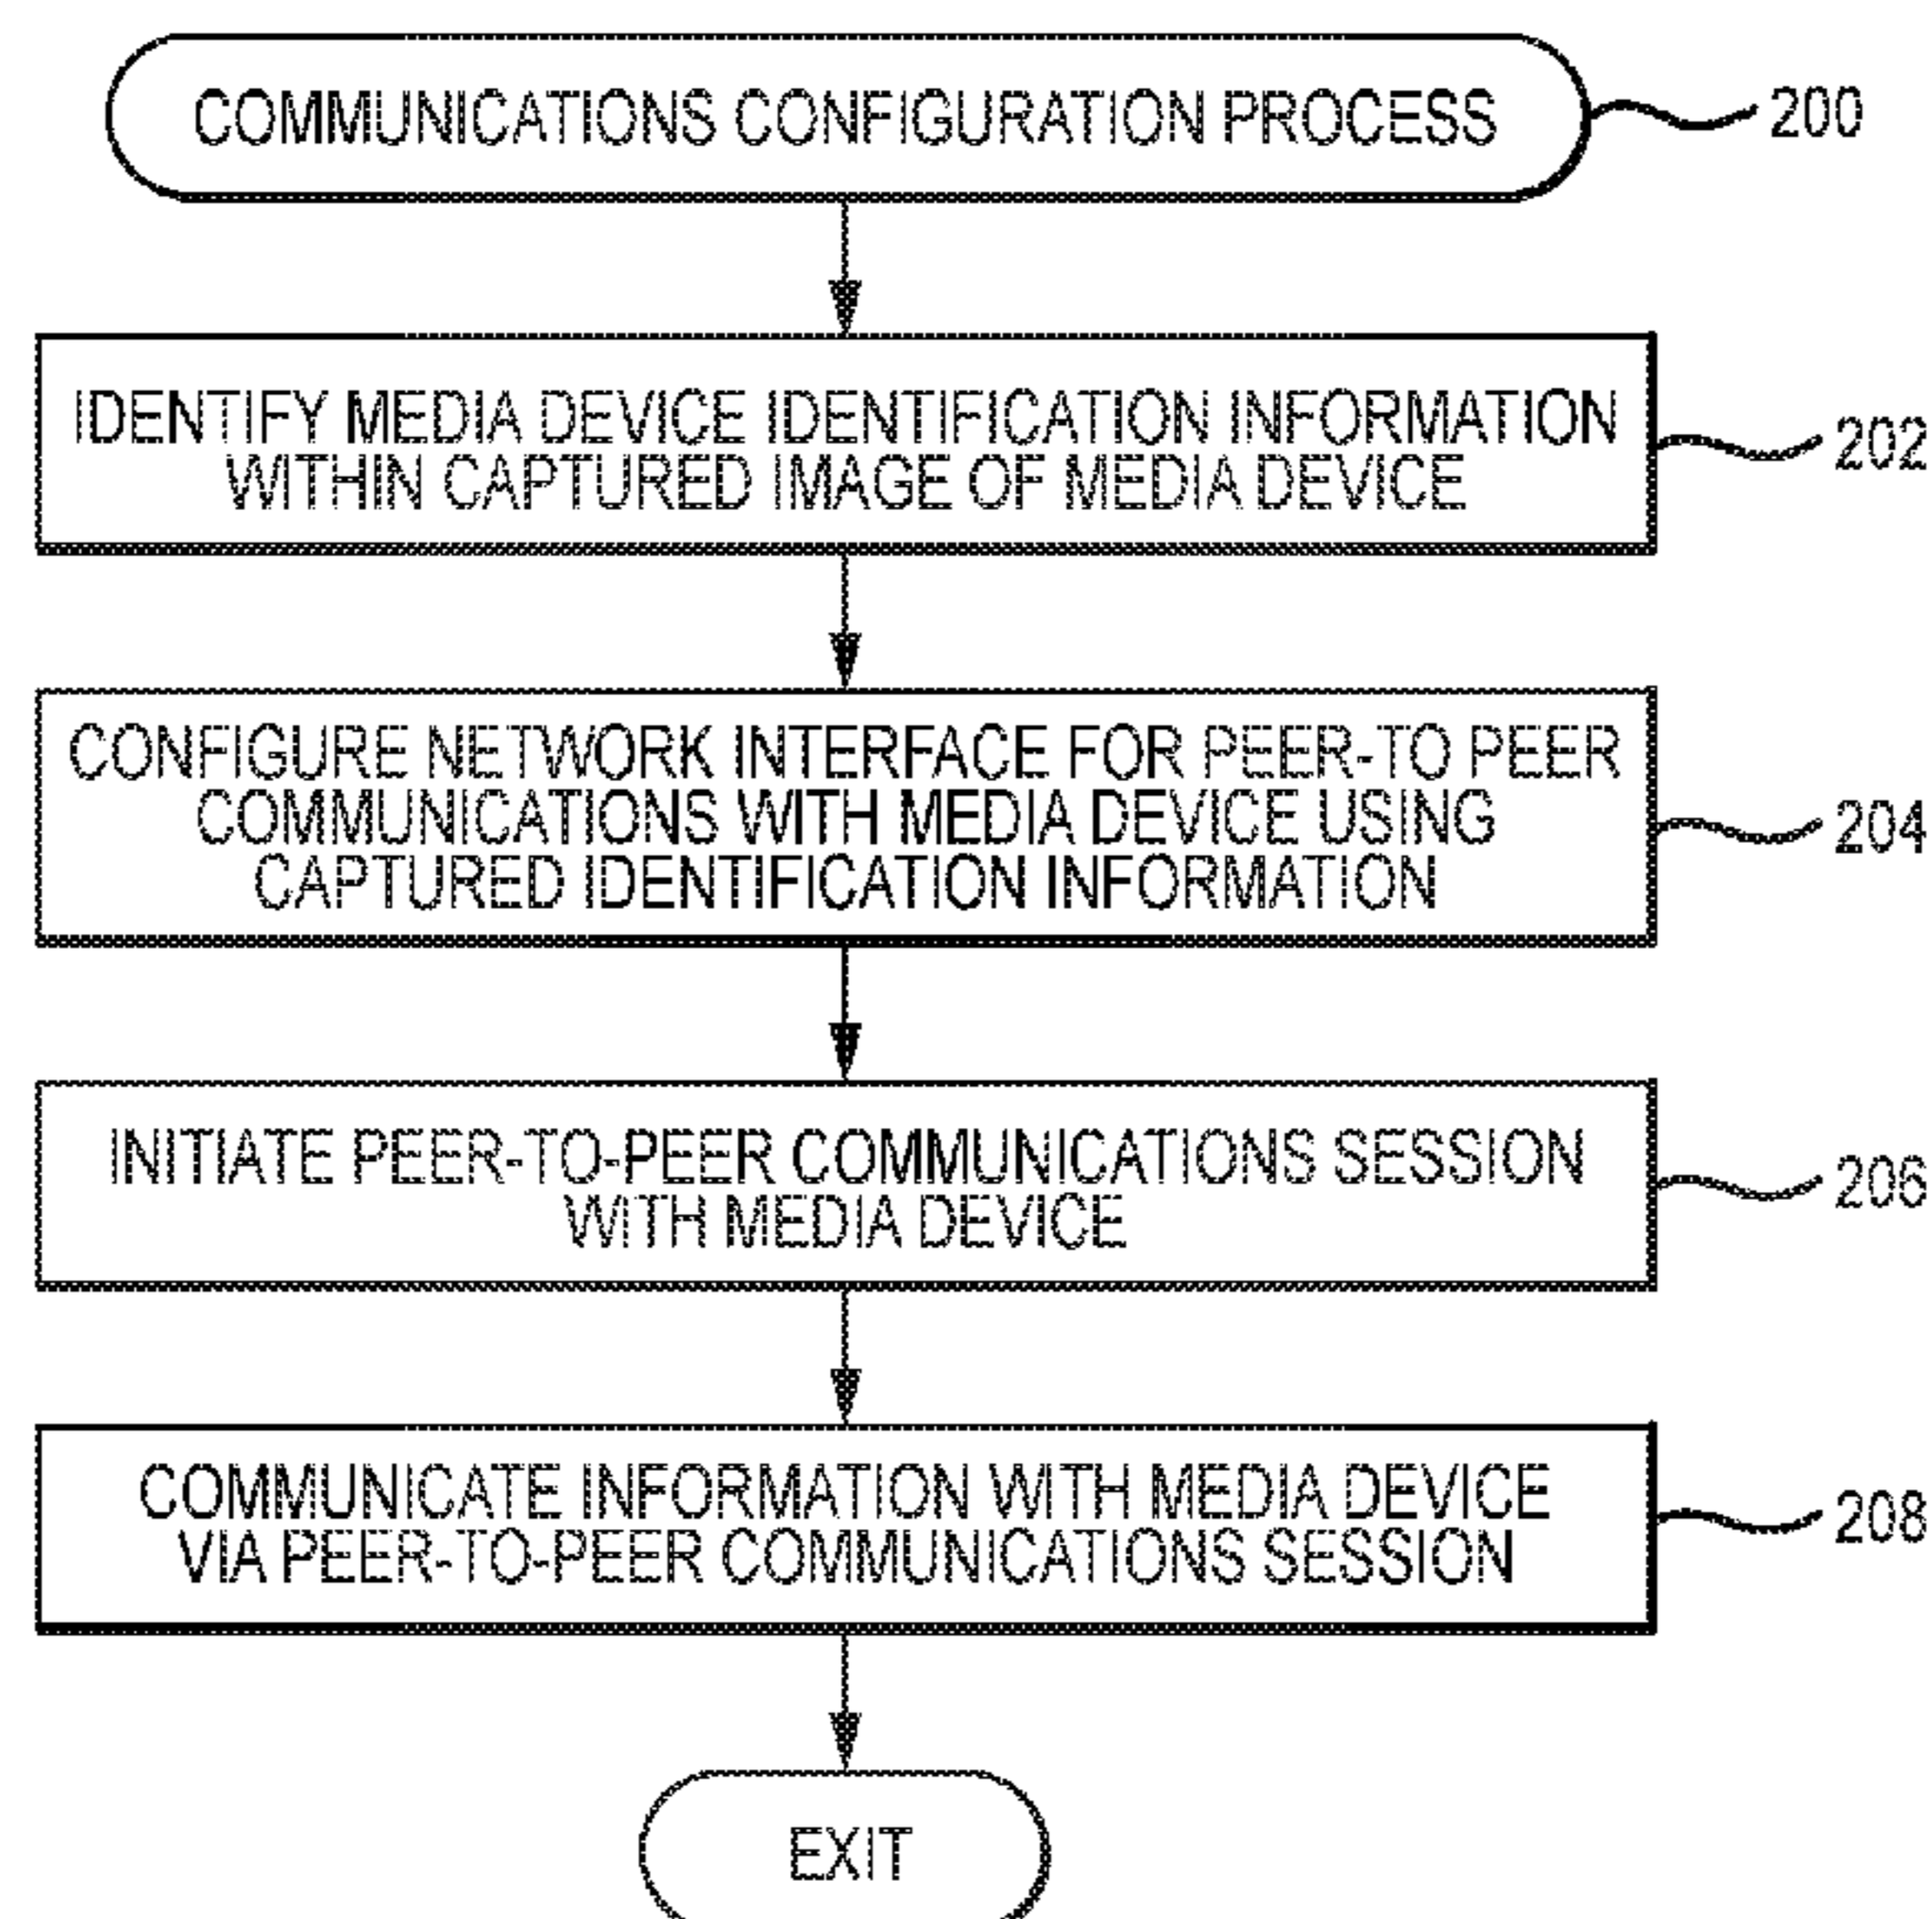 COMMUNICATIONS CONFIGURATION PROCESS
200
IDENTIFY MEDIA DEVICE IDENTIFICATION INFORMATION
WITHIN CAPTURED IMAGE OF MEDIA DEVICE
202
CONFIGURE NETWORK INTERFACE FOR PEER-TO PEER
COMMUNICATIONS WITH MEDIA DEVICE USING
CAPTURED IDENTIFICATION INFORMATION
204
INITIATE PEER-TO-PEER COMMUNICATIONS SESSION
WITH MEDIA DEVICE
206
COMMUNICATE INFORMATION WITH MEDIA DEVICE
VIA PEER-TO-PEER COMMUNICATIONS SESSION
208
EXIT